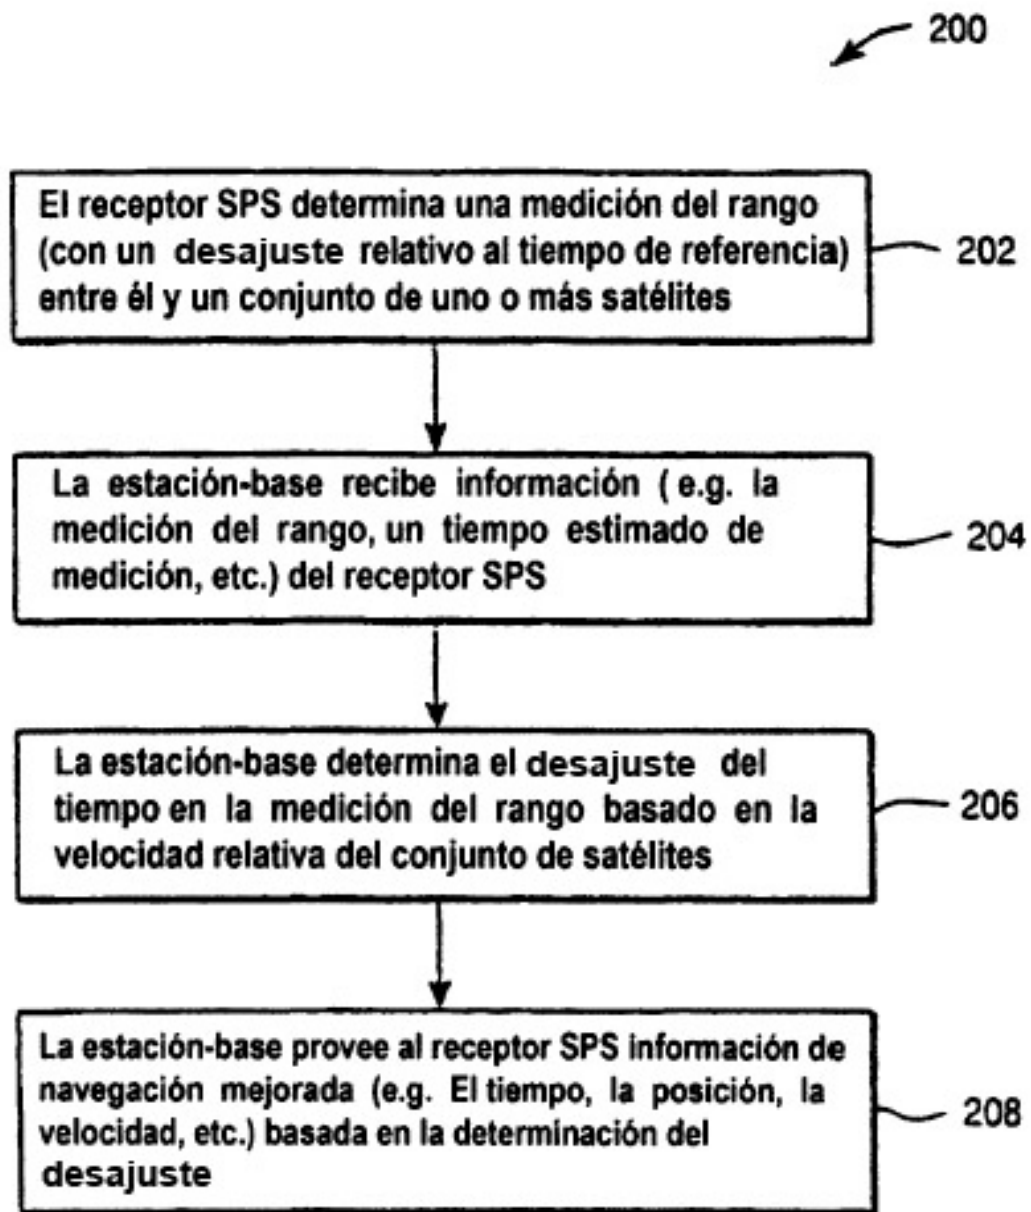 200
El receptor SPS determina una medición del rango
(con un desajuste relativo al tiempo de referencia)
entre él y un conjunto de uno o más satélites
202
La estación-base recibe información ( e.g. la
medición del rango, un tiempo estimado de
medición, etc.) del receptor SPS
204
La estación-base determina el desajuste del
tiempo en la medición del rango basado en la
velocidad relativa del conjunto de satélites
206
La estación-base provee al receptor SPS información de
navegación mejorada (e.g. El tiempo, la posición, la
velocidad, etc.) basada en la determinación del
desajuste
208